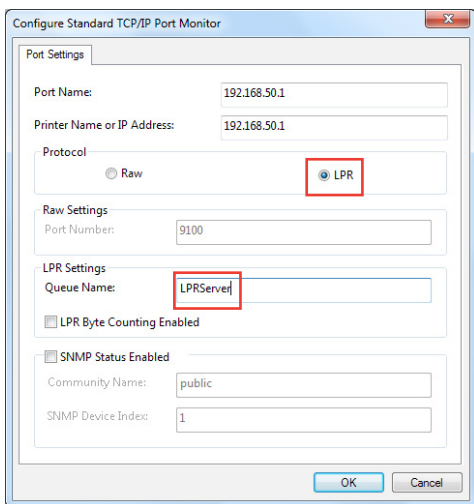 Configure Standard TCP/IP Port Monitor
Port Settings
Port Name: 192.168.50.1
Printer Name or IP Address: 192.168.50.1
Protocol
Raw LPR
Raw Settings
Port Number: 9100
LPR Settings
Queue Name: LPRServer
LPR Byte Counting Enabled
SNMP Status Enabled
Community Name: public
SNMP Device Index: 1
OK Cancel